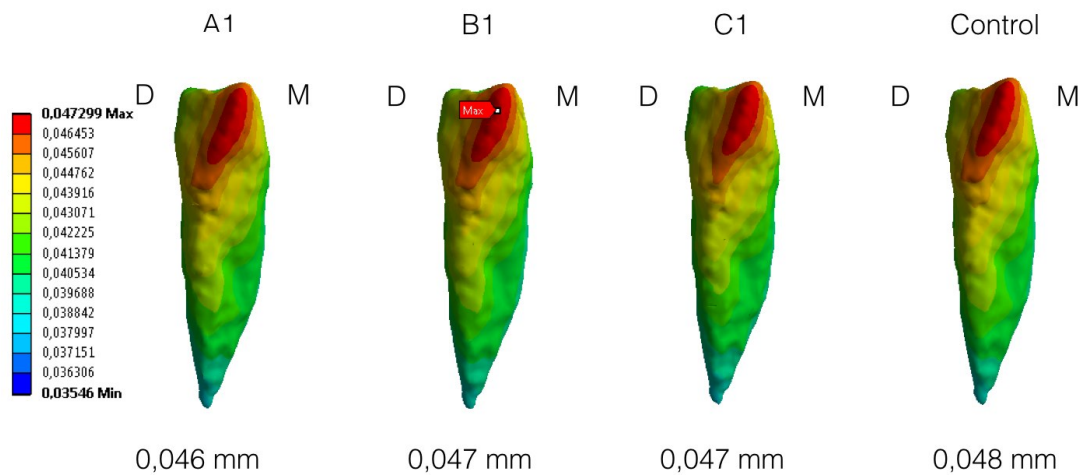 A1 B1 C1 Control
D M D M D M D M
0,047299 Max
0,046453
0,045607
0,044762
0,043916
0,043071
0,042225
0,041379
0,040534
0,039688
0,038842
0,037997
0,037151
0,036306
0,03546 Min
Max
0,046 mm 0,047 mm 0,047 mm 0,048 mm